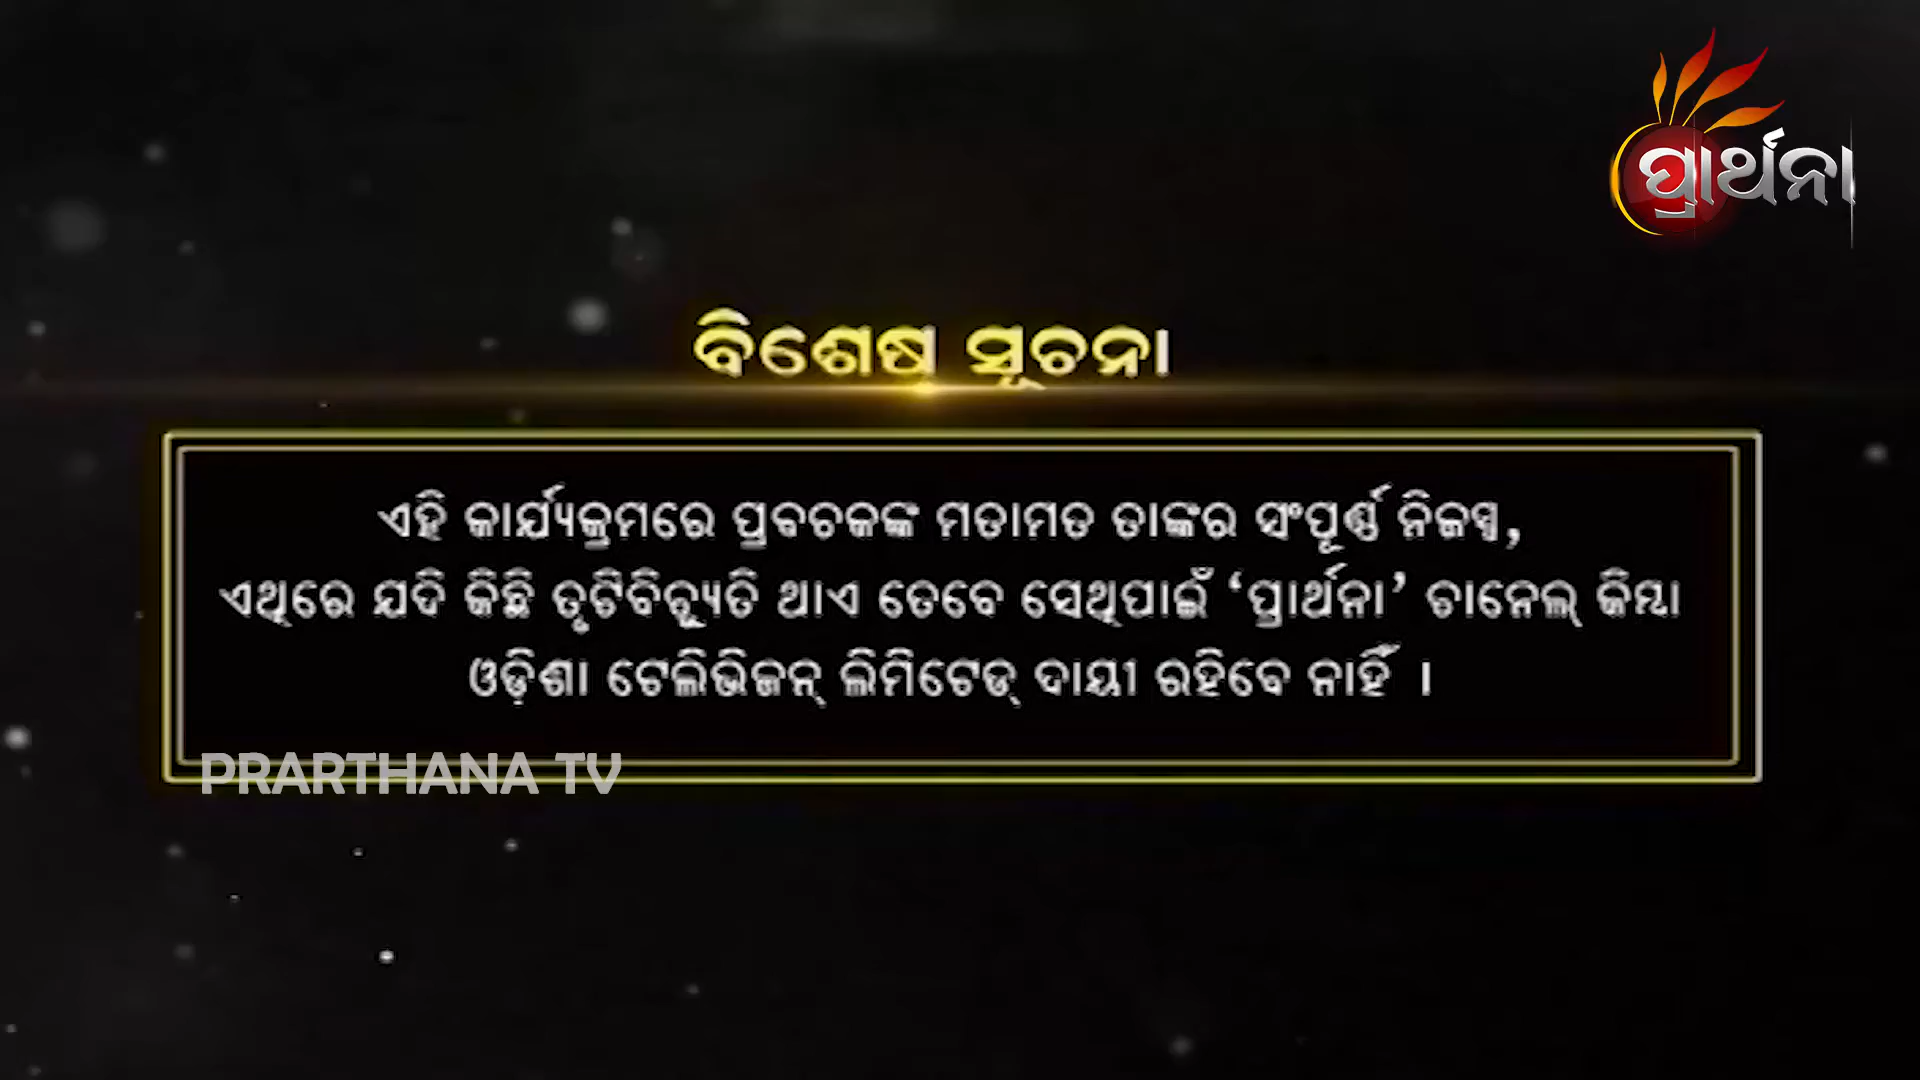 ପ୍ରାର୍ଥନା
ବିଶେଷ ସୂଚନା
ଏହି କାର୍ଯ୍ୟକ୍ରମରେ ପ୍ରବଚକଙ୍କ ମତାମତ ତାଙ୍କର ସଂପୂର୍ଣ୍ଣ ନିଜସ୍ୱ,
ଏଥିରେ ଯଦି କିଛି ତୃଟିବିଚ୍ୟୁତି ଥାଏ ତେବେ ସେଥିପାଇଁ ‘ପ୍ରାର୍ଥନା’ ଚାନେଲ୍ କିମ୍ବା
ଓଡ଼ିଶା ଟେଲିଭିଜନ୍ ଲିମିଟେଡ୍ ଦାୟୀ ରହିବେ ନାହିଁ ।
PRARTHANA TV